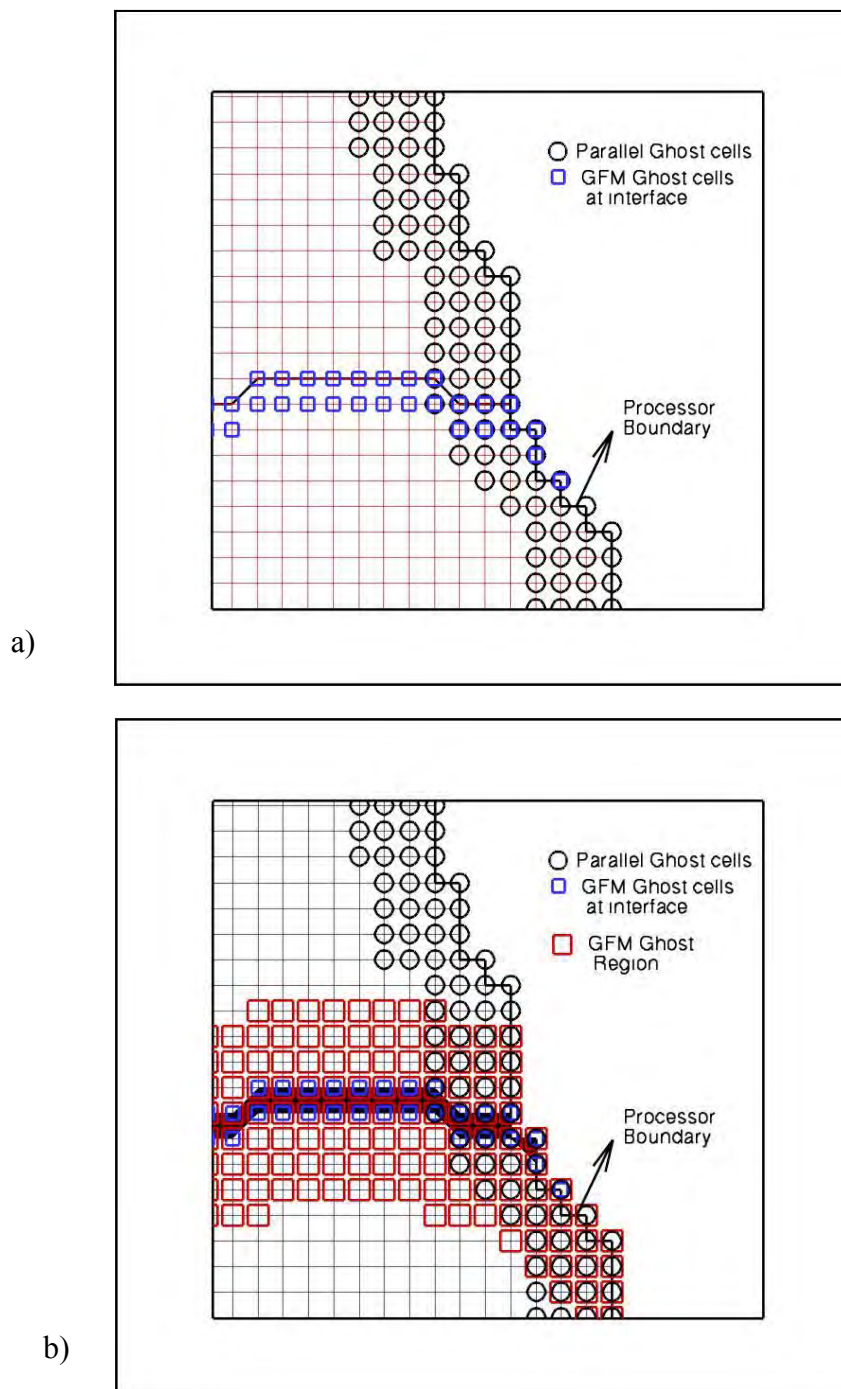 Parallel Ghost cells
GFM Ghost cells
at interface
Processor
Boundary
a)
Parallel Ghost cells
GFM Ghost cells
at interface
GFM Ghost
Region
Processor
Boundary
b)